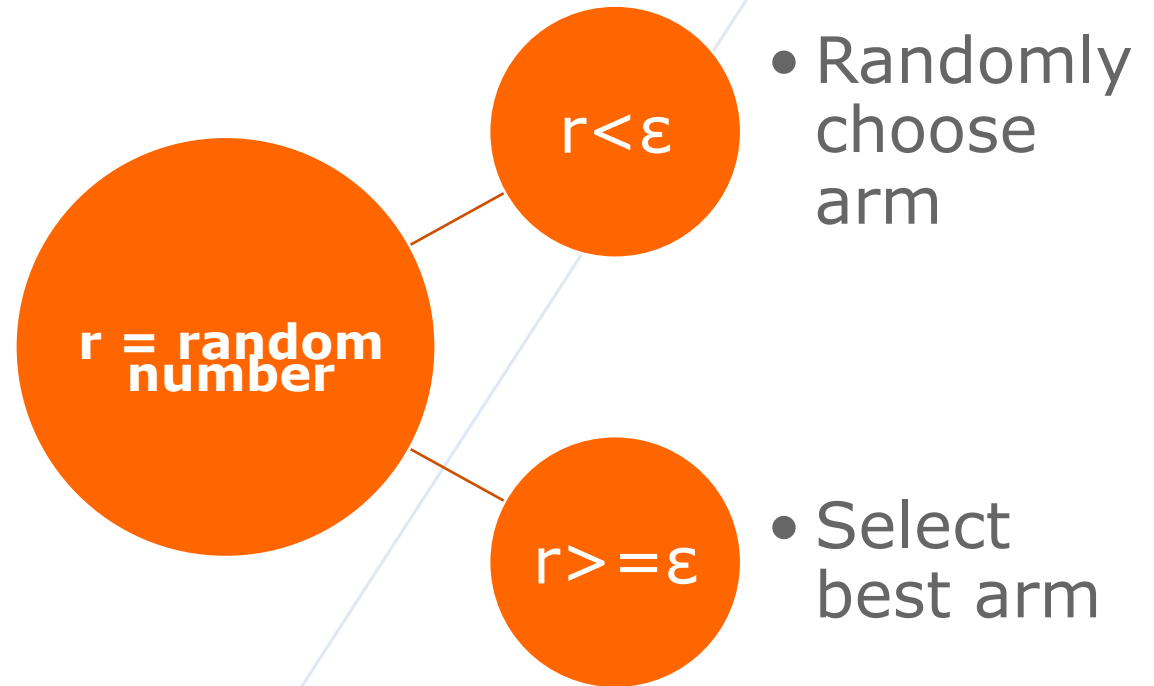 r = random
number
r<ε
• Randomly
choose
arm
r>=ε
• Select
best arm